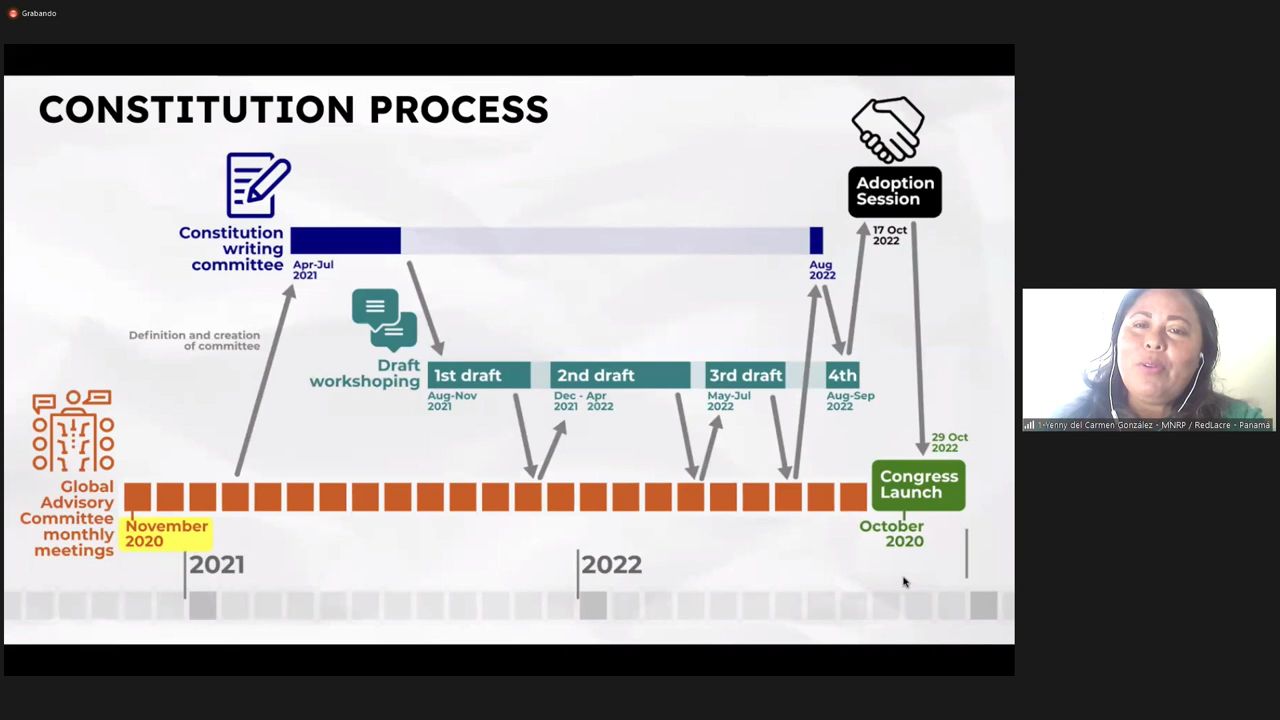 Grabando
CONSTITUTION PROCESS
Adoption
Session
17 Oct
2022
Constitution
writing
committee
Apr-Jul
2021
Aug
2022
Definition and creation
of committee
Draft
workshoping
1st draft
Aug-Nov
2021
2nd draft
Dec - Apr
2021 2022
3rd draft
May-Jul
2022
4th
Aug-Sep
2022
29 Oct
2022
Congress
Launch
October
2020
Global
Advisory
Committee
monthly
meetings
November
2020
2021
2022
1-Yenny del Carmen González - MNRP / RedLacre - Panamá